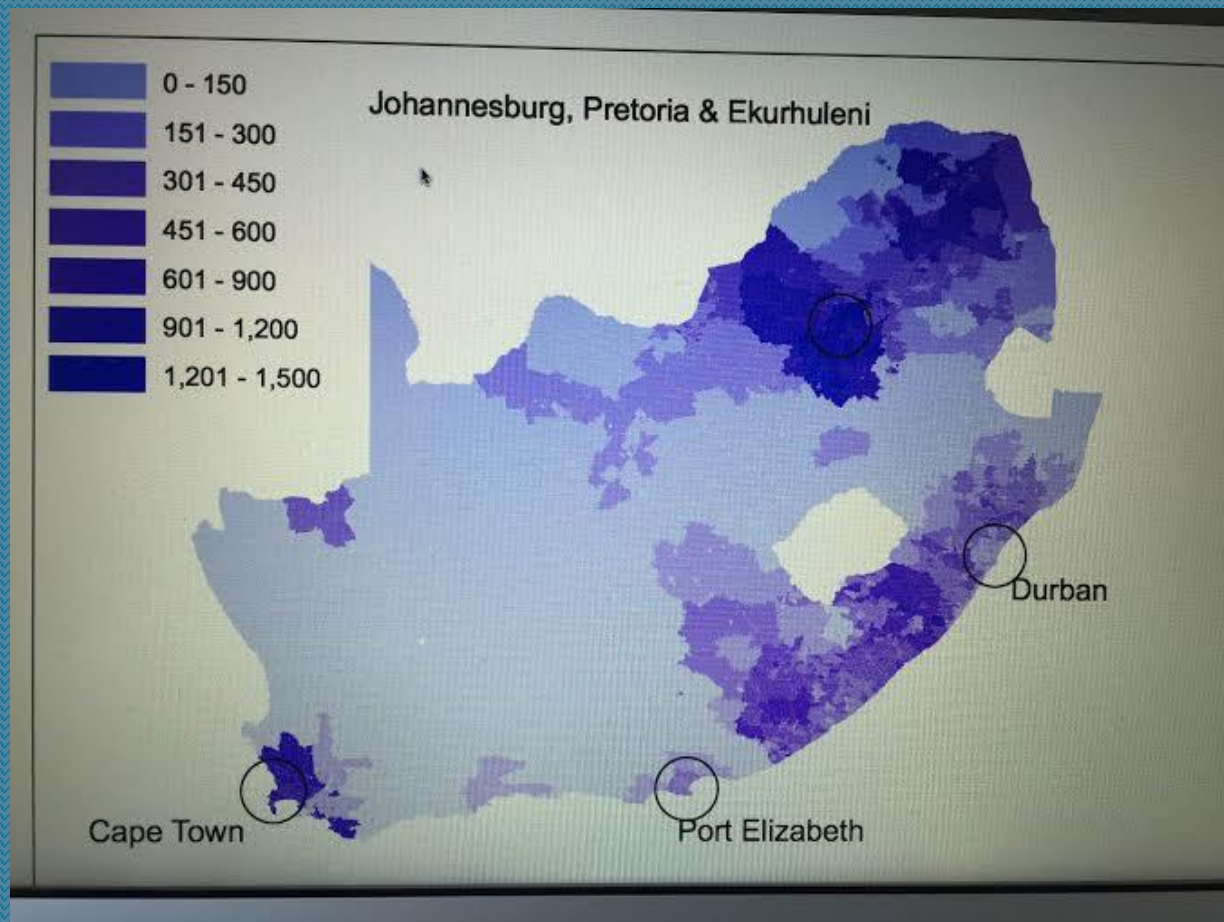 0 - 150
151 - 300
301 - 450
451 - 600
601 - 900
901 - 1,200
1,201 - 1,500
Johannesburg, Pretoria & Ekurhuleni
Durban
Port Elizabeth
Cape Town